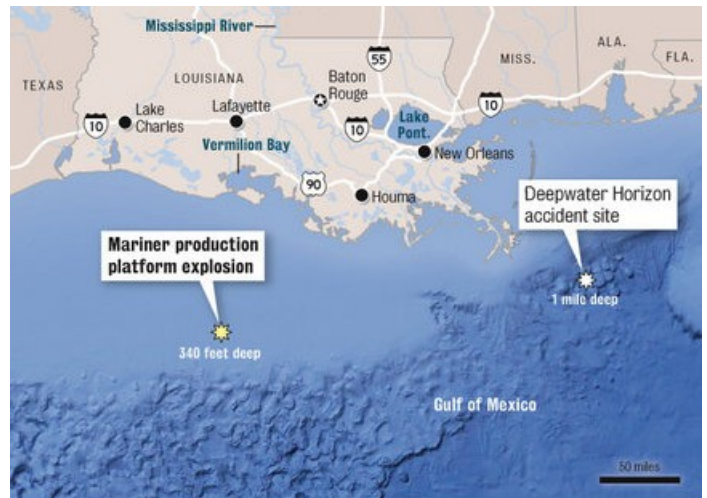 Mississippi River
ALA.
MISS.
FLA.
55
TEXAS
LOUISIANA
Baton
Rouge
Lake
Charles
Lafayette
10
10
10
Lake
Pont.
Vermilion Bay
New Orleans
90
Houma
Deepwater Horizon
accident site
Mariner production
platform explosion
1 mile deep
340 feet deep
Gulf of Mexico
50 miles